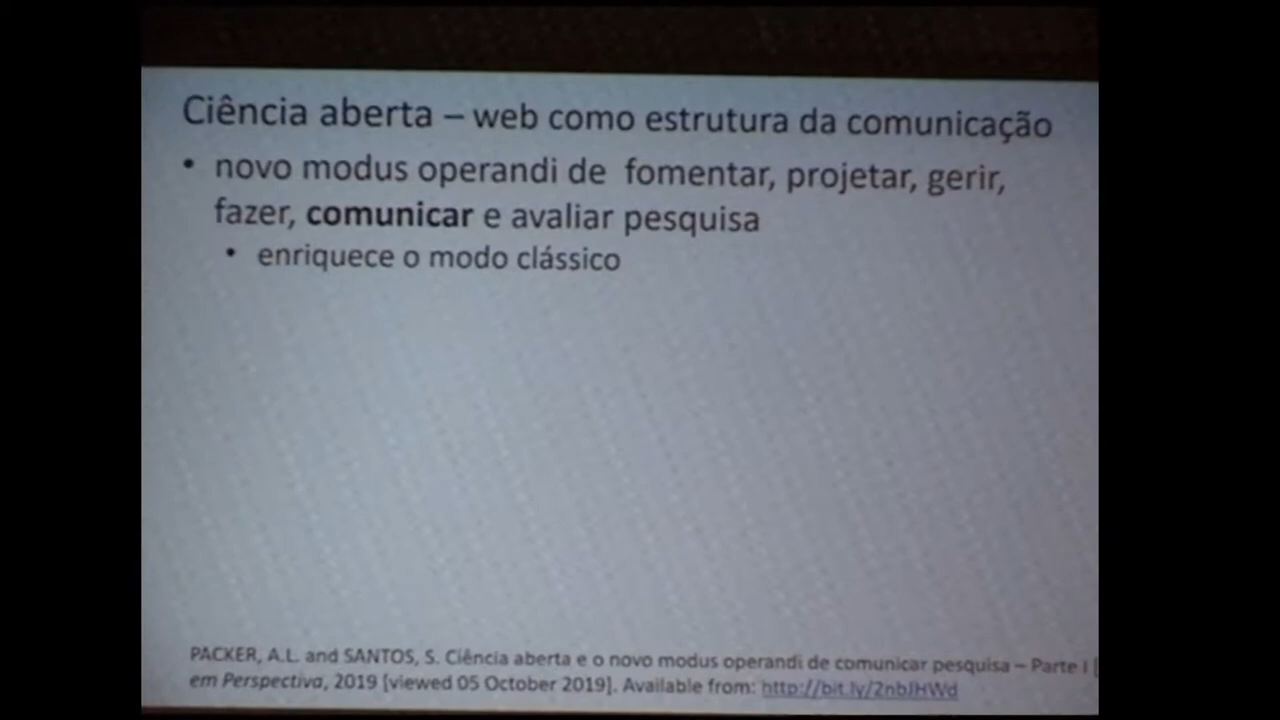 Ciência aberta – web como estrutura da comunicação
• novo modus operandi de fomentar, projetar, gerir,
fazer, comunicar e avaliar pesquisa
• enriquece o modo clássico
PACKER, A.L. and SANTOS, S. Ciência aberta e o novo modus operandi de comunicar pesquisa – Parte I [
em Perspectiva, 2019 [viewed 05 October 2019]. Available from: http://bit.ly/2nbJHWd